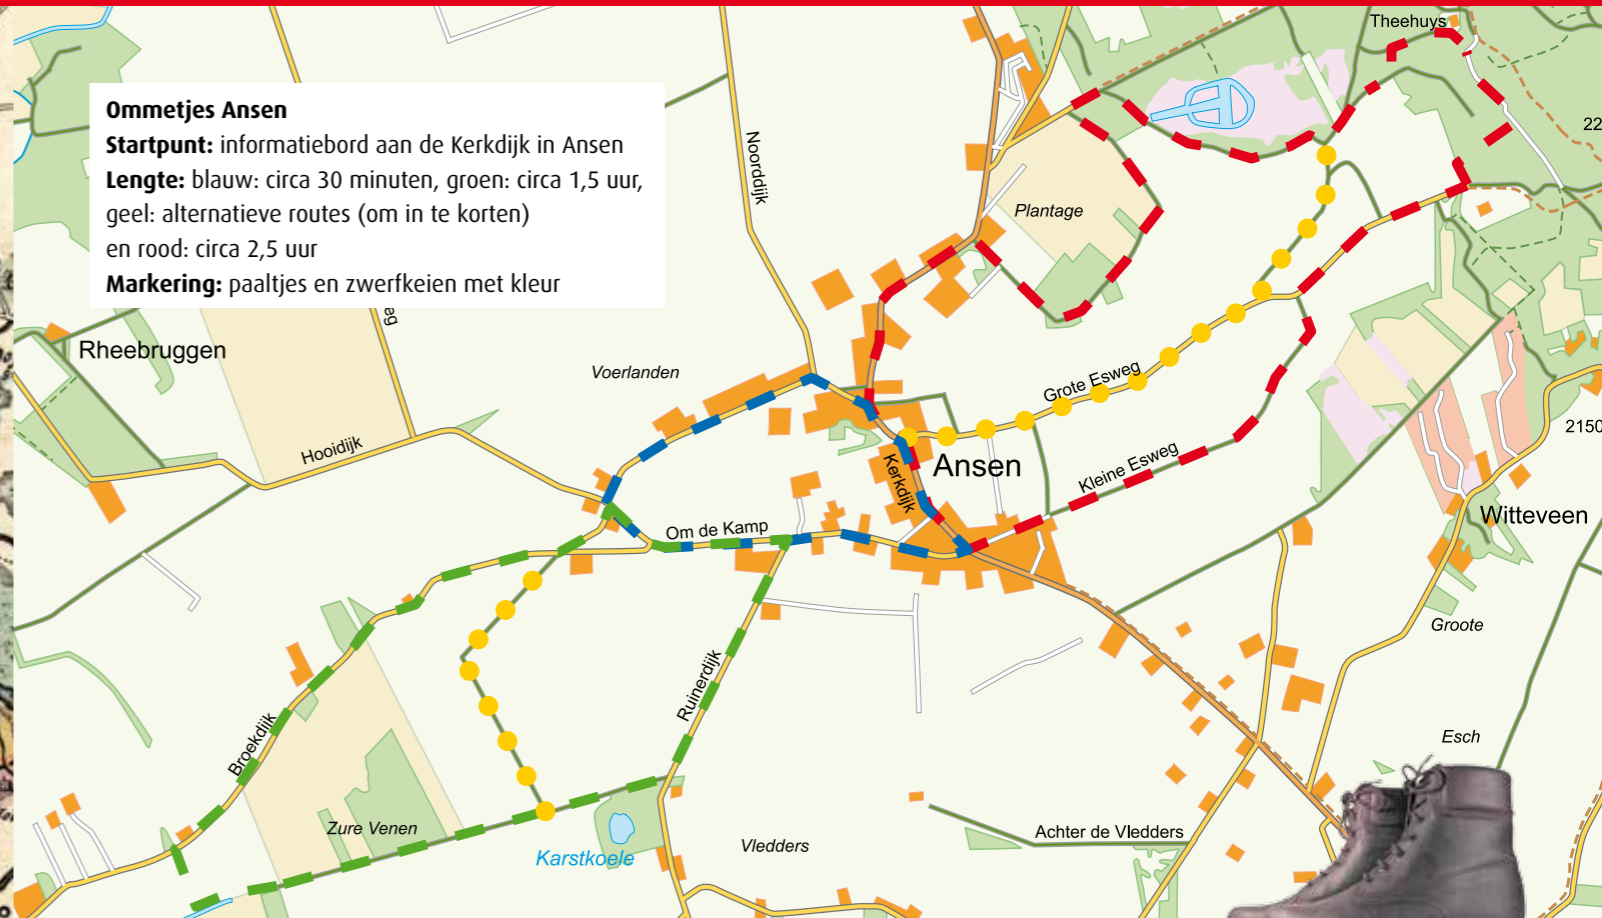 Theehuys
22
Ommetjes Ansen
Startpunt: informatiebord aan de Kerkdijk in Ansen
Lengte: blauw: circa 30 minuten, groen: circa 1,5 uur,
geel: alternatieve routes (om in te korten)
en rood: circa 2,5 uur
Markering: paaltjes en zwerfkeien met kleur
Noorddijk
Plantage
eg
Rheebruggen
Voerlanden
Grote Esweg
Hooidijk
2150
Ansen
Kerkdijk
Kleine Esweg
Witteveen
Om de Kamp
Groote
Ruinerdijk
Broekdijk
Esch
Zure Venen
Karstkoele
Vledders
Achter de Vledders